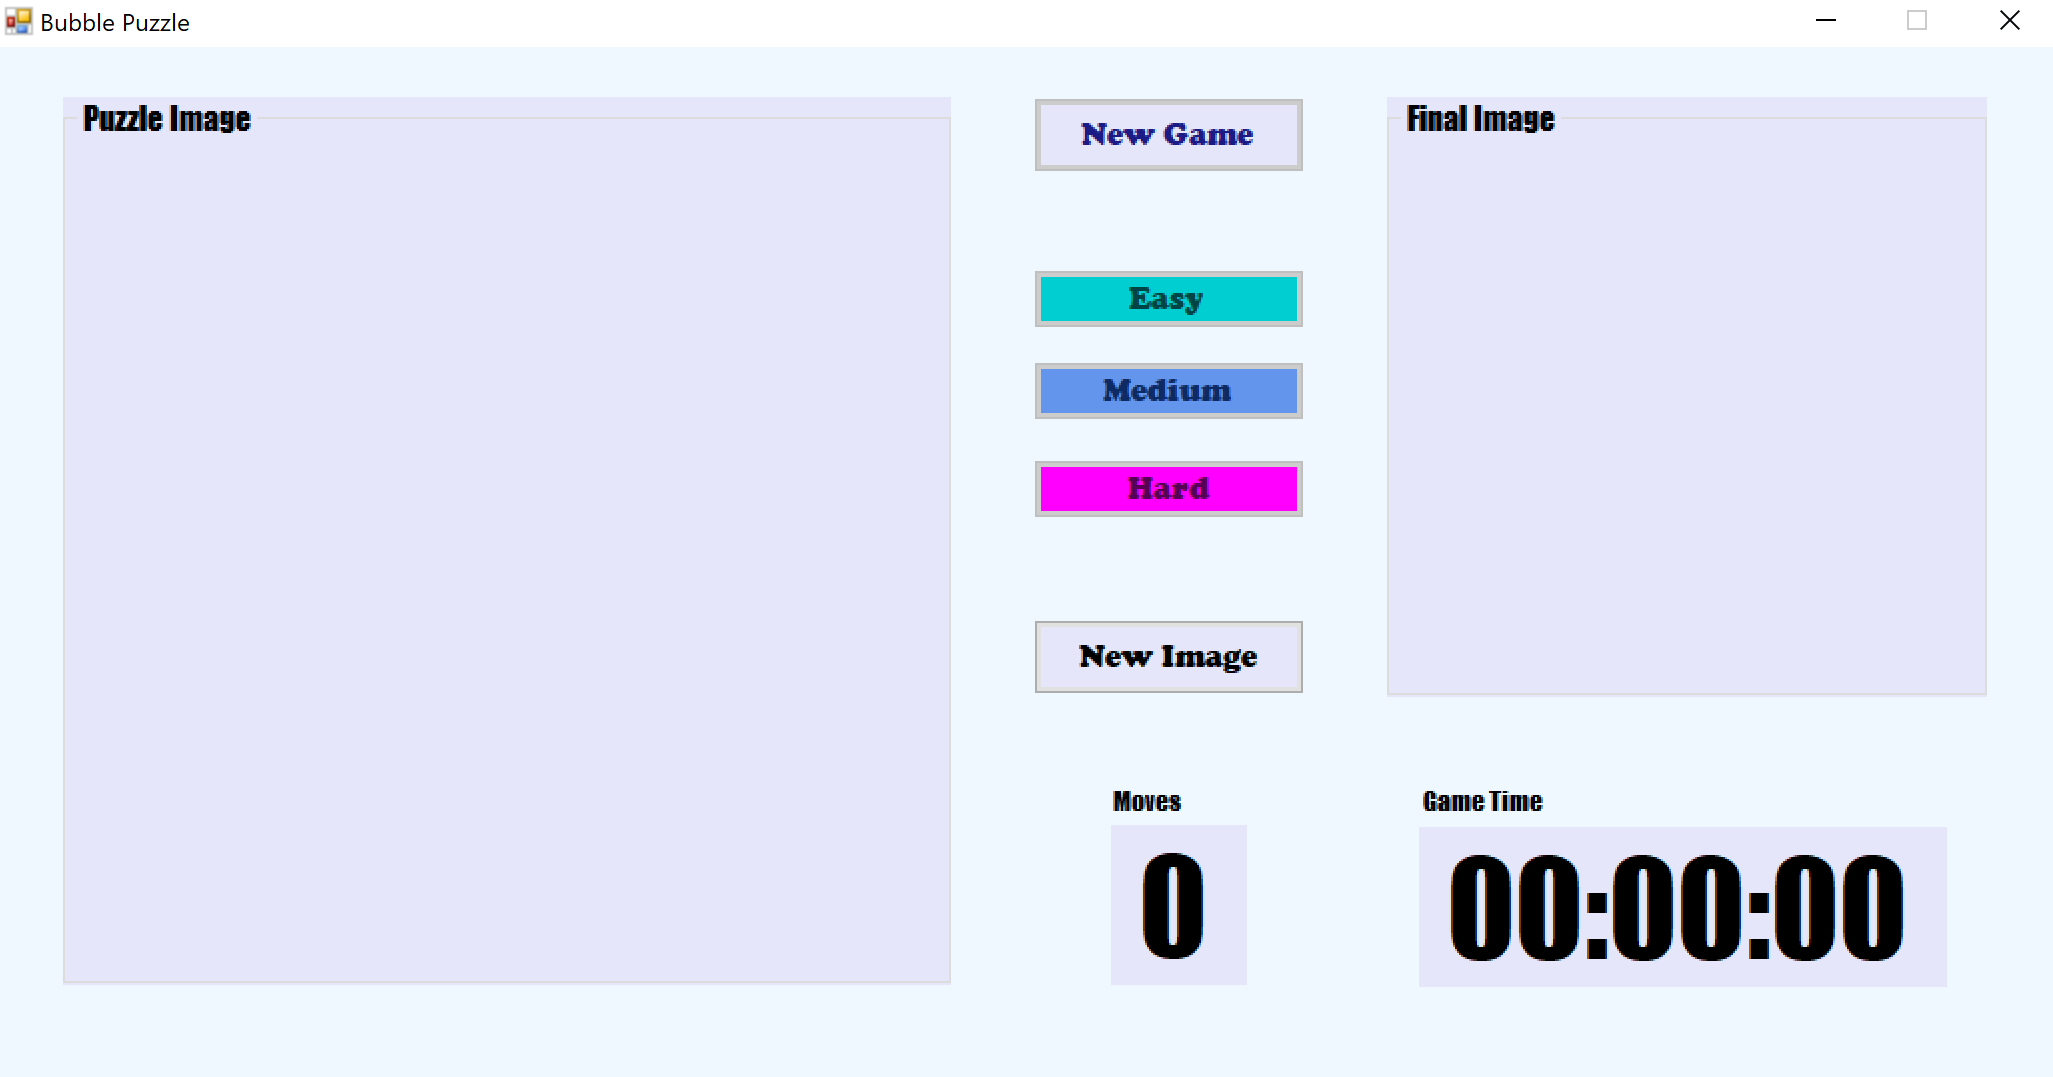 Bubble Puzzle
Puzzle Image
New Game
Easy
Medium
Hard
New Image
Final Image
Moves
0
Game Time
00:00:00